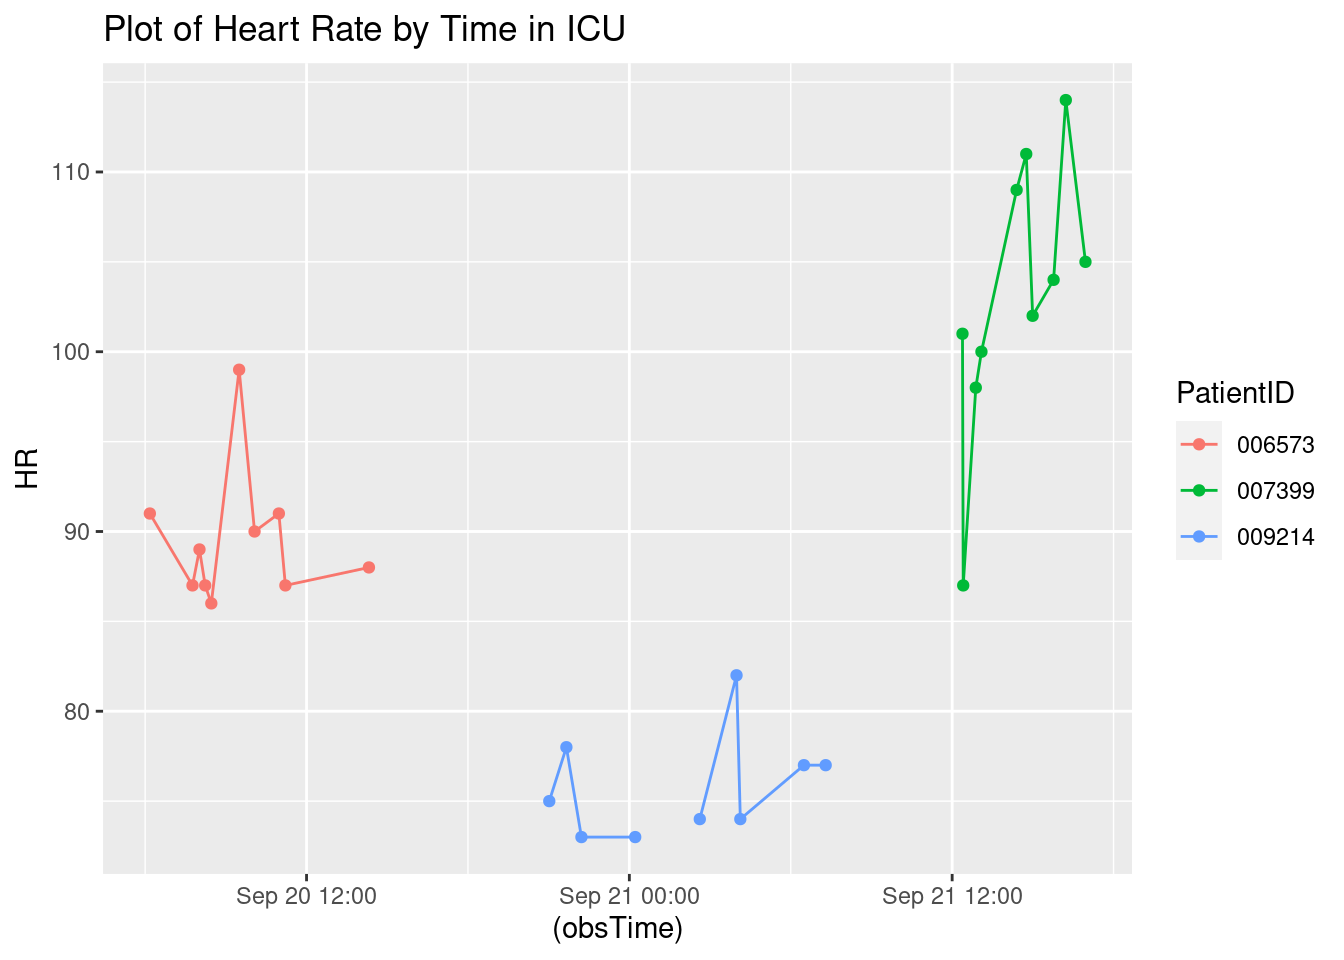 Plot of Heart Rate by Time in ICU
110
100
90
80
HR
Sep 20 12:00 Sep 21 00:00 Sep 21 12:00
(obsTime)
PatientID
006573
007399
009214